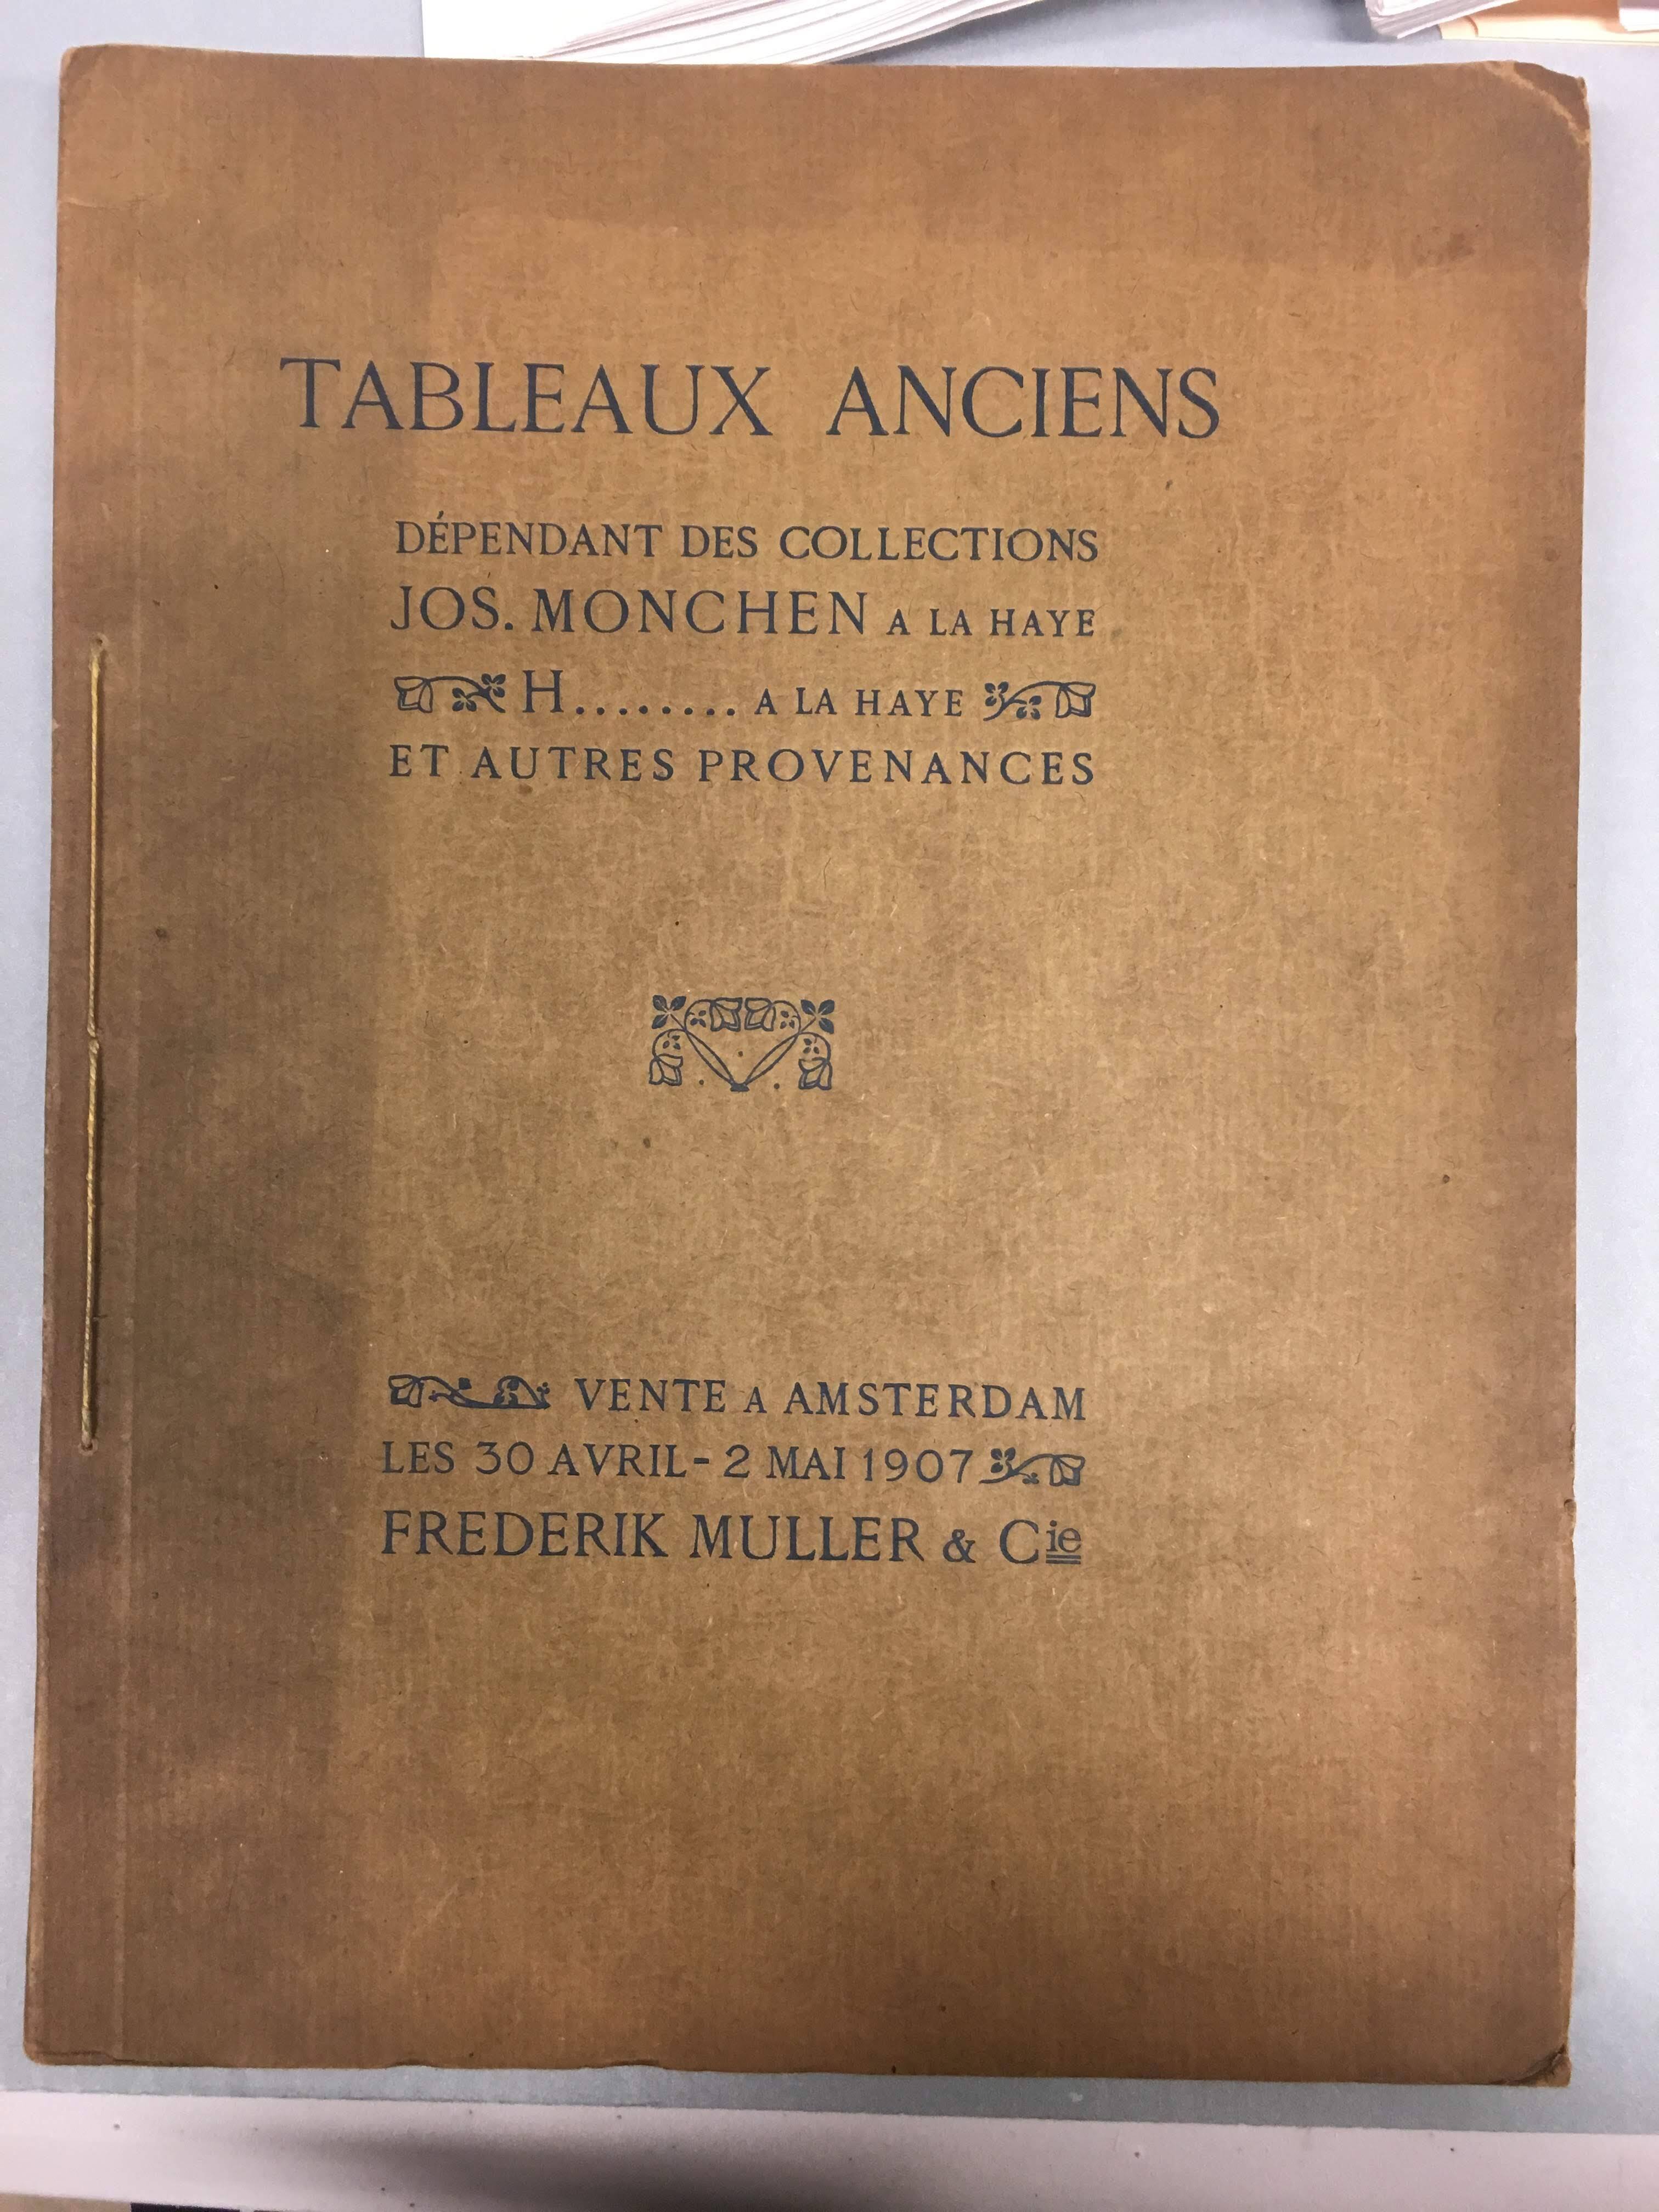 TABLEAUX ANCIENS
DÉPENDANT DES COLLECTIONS
JOS. MONCHEN A LA HAYE
H........ A LA HAYE
ET AUTRES PROVENANCES
VENTE A AMSTERDAM
LES 30 AVRIL - 2 MAI 1907
FREDERIK MULLER & Cie